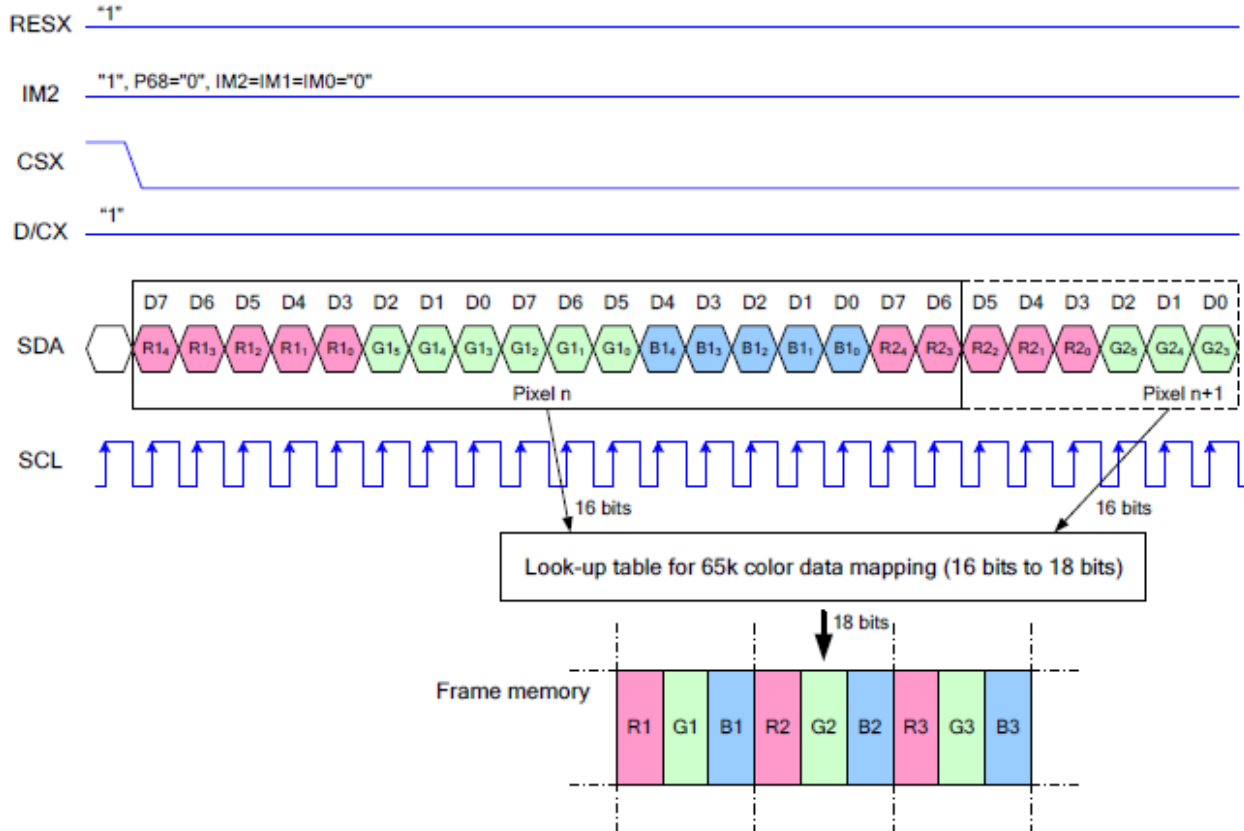 RESX "1"
IM2 "1", P68="0", IM2=IM1=IM0="0"
CSX
D/CX "1"
D7 D6 D5 D4 D3 D2 D1 D0 D7 D6 D5 D4 D3 D2 D1 D0 D7 D6 D5 D4 D3 D2 D1 D0
SDA R1₄ R1₃ R1₂ R1₁ R1₀ G1₅ G1₄ G1₃ G1₂ G1₁ G1₀ B1₄ B1₃ B1₂ B1₁ B1₀ R2₄ R2₃ R2₂ R2₁ R2₀ G2₅ G2₄ G2₃
Pixel n Pixel n+1
SCL
16 bits 16 bits
Look-up table for 65k color data mapping (16 bits to 18 bits)
18 bits
Frame memory
R1 G1 B1 R2 G2 B2 R3 G3 B3